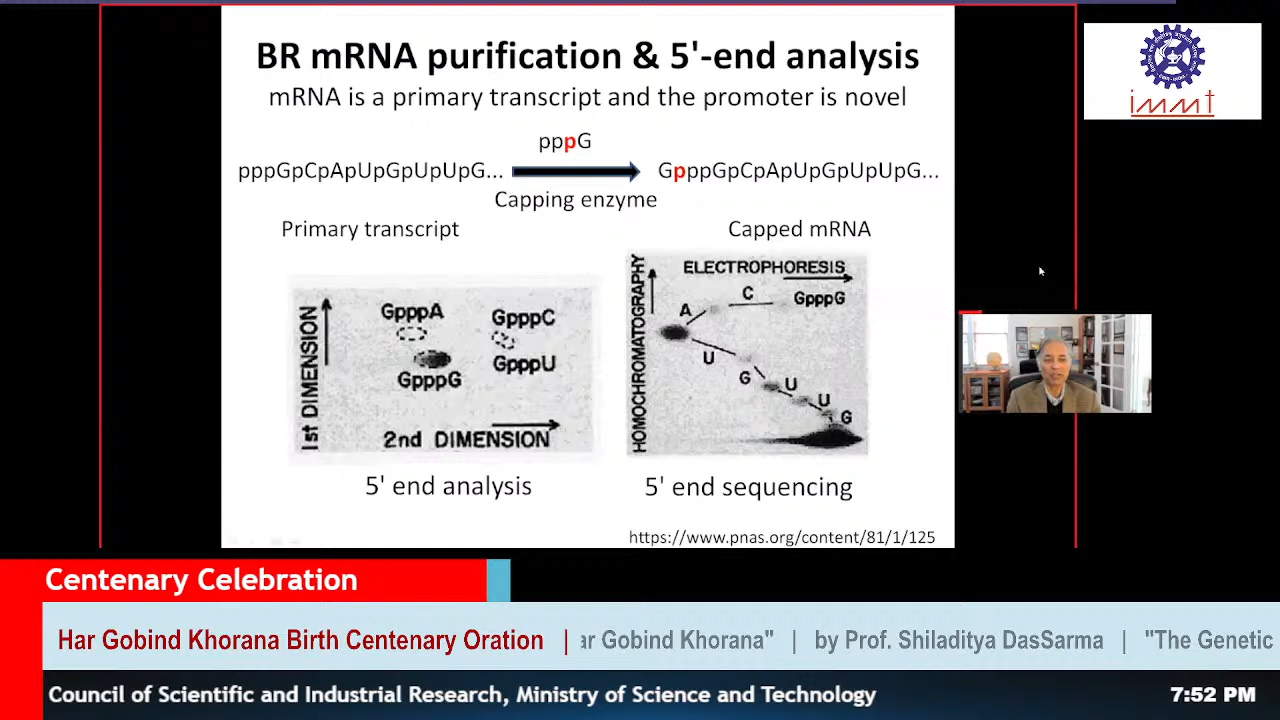 BR mRNA purification & 5'-end analysis
mRNA is a primary transcript and the promoter is novel
pppG
pppGpCpApUpGpUpUpG... GpppGpCpApUpGpUpUpG...
Capping enzyme
Primary transcript
Capped mRNA
1st DIMENSION
GpppA
GpppC
GpppU
GpppG
2nd DIMENSION
5' end analysis
HOMOCHROMATOGRAPHY
ELECTROPHORESIS
A
C
GpppG
U
G
U
U
G
5' end sequencing
https://www.pnas.org/content/81/1/125
immt
Centenary Celebration
Har Gobind Khorana Birth Centenary Oration | ar Gobind Khorana" | by Prof. Shiladitya DasSarma | "The Genetic
Council of Scientific and Industrial Research, Ministry of Science and Technology
7:52 PM